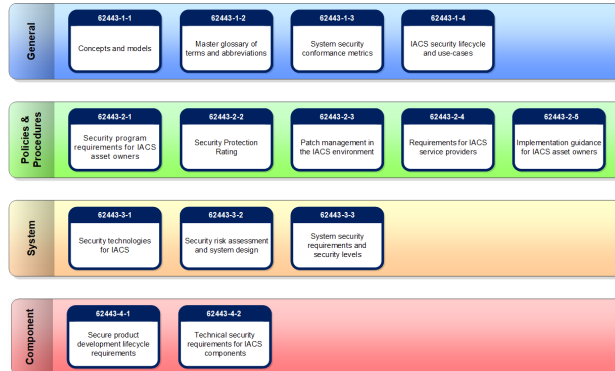 General
62443-1-1
Concepts and models
62443-1-2
Master glossary of
terms and abbreviations
62443-1-3
System security
conformance metrics
62443-1-4
IACS security lifecycle
and use-cases
Policies &
Procedures
62443-2-1
Security program
requirements for IACS
asset owners
62443-2-2
Security Protection
Rating
62443-2-3
Patch management in
the IACS environment
62443-2-4
Requirements for IACS
service providers
62443-2-5
Implementation guidance
for IACS asset owners
System
62443-3-1
Security technologies
for IACS
62443-3-2
Security risk assessment
and system design
62443-3-3
System security
requirements and
security levels
Component
62443-4-1
Secure product
development lifecycle
requirements
62443-4-2
Technical security
requirements for IACS
components